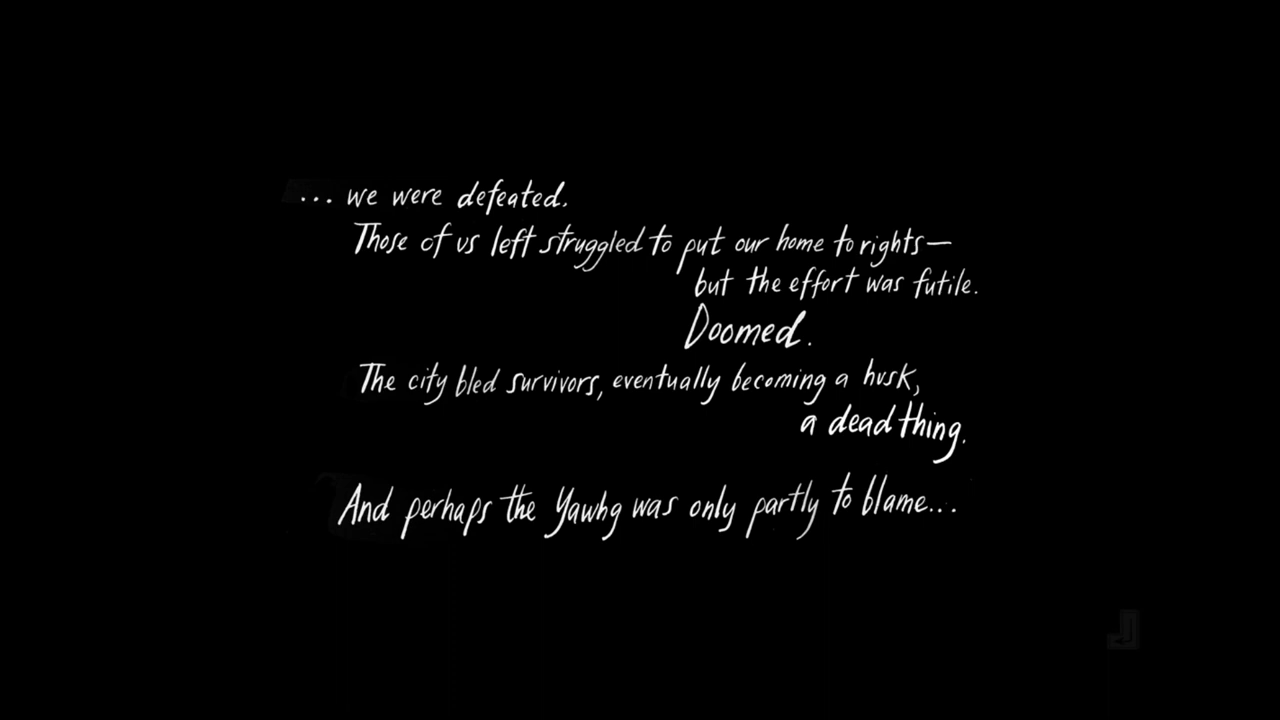 ... we were defeated.
Those of us left struggled to put our home to rights—
but the effort was futile.
Doomed.
The city bled survivors, eventually becoming a husk,
a dead thing.
And perhaps the Yawhg was only partly to blame...